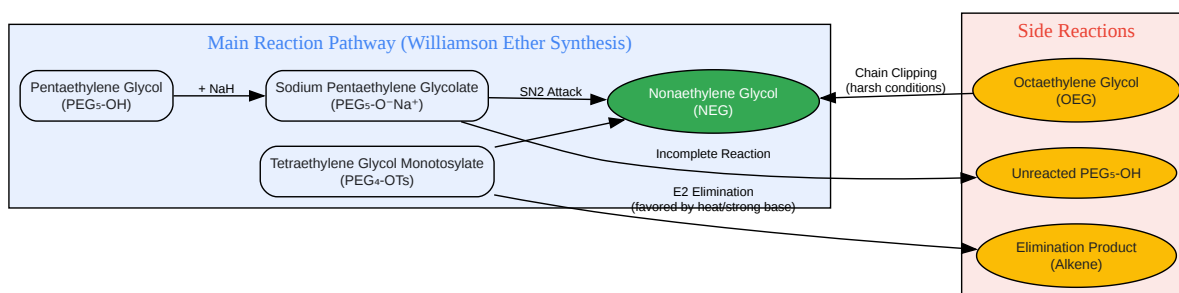 Main Reaction Pathway (Williamson Ether Synthesis)
Side Reactions
Pentaethylene Glycol
(PEG₅-OH)
+ NaH
Sodium Pentaethylene Glycolate
(PEG₅-O⁻Na⁺)
SN2 Attack
Nonaethylene Glycol
(NEG)
Chain Clipping
(harsh conditions)
Octaethylene Glycol
(OEG)
Tetraethylene Glycol Monotosylate
(PEG₄-OTs)
Incomplete Reaction
Unreacted PEG₅-OH
E2 Elimination
(favored by heat/strong base)
Elimination Product
(Alkene)